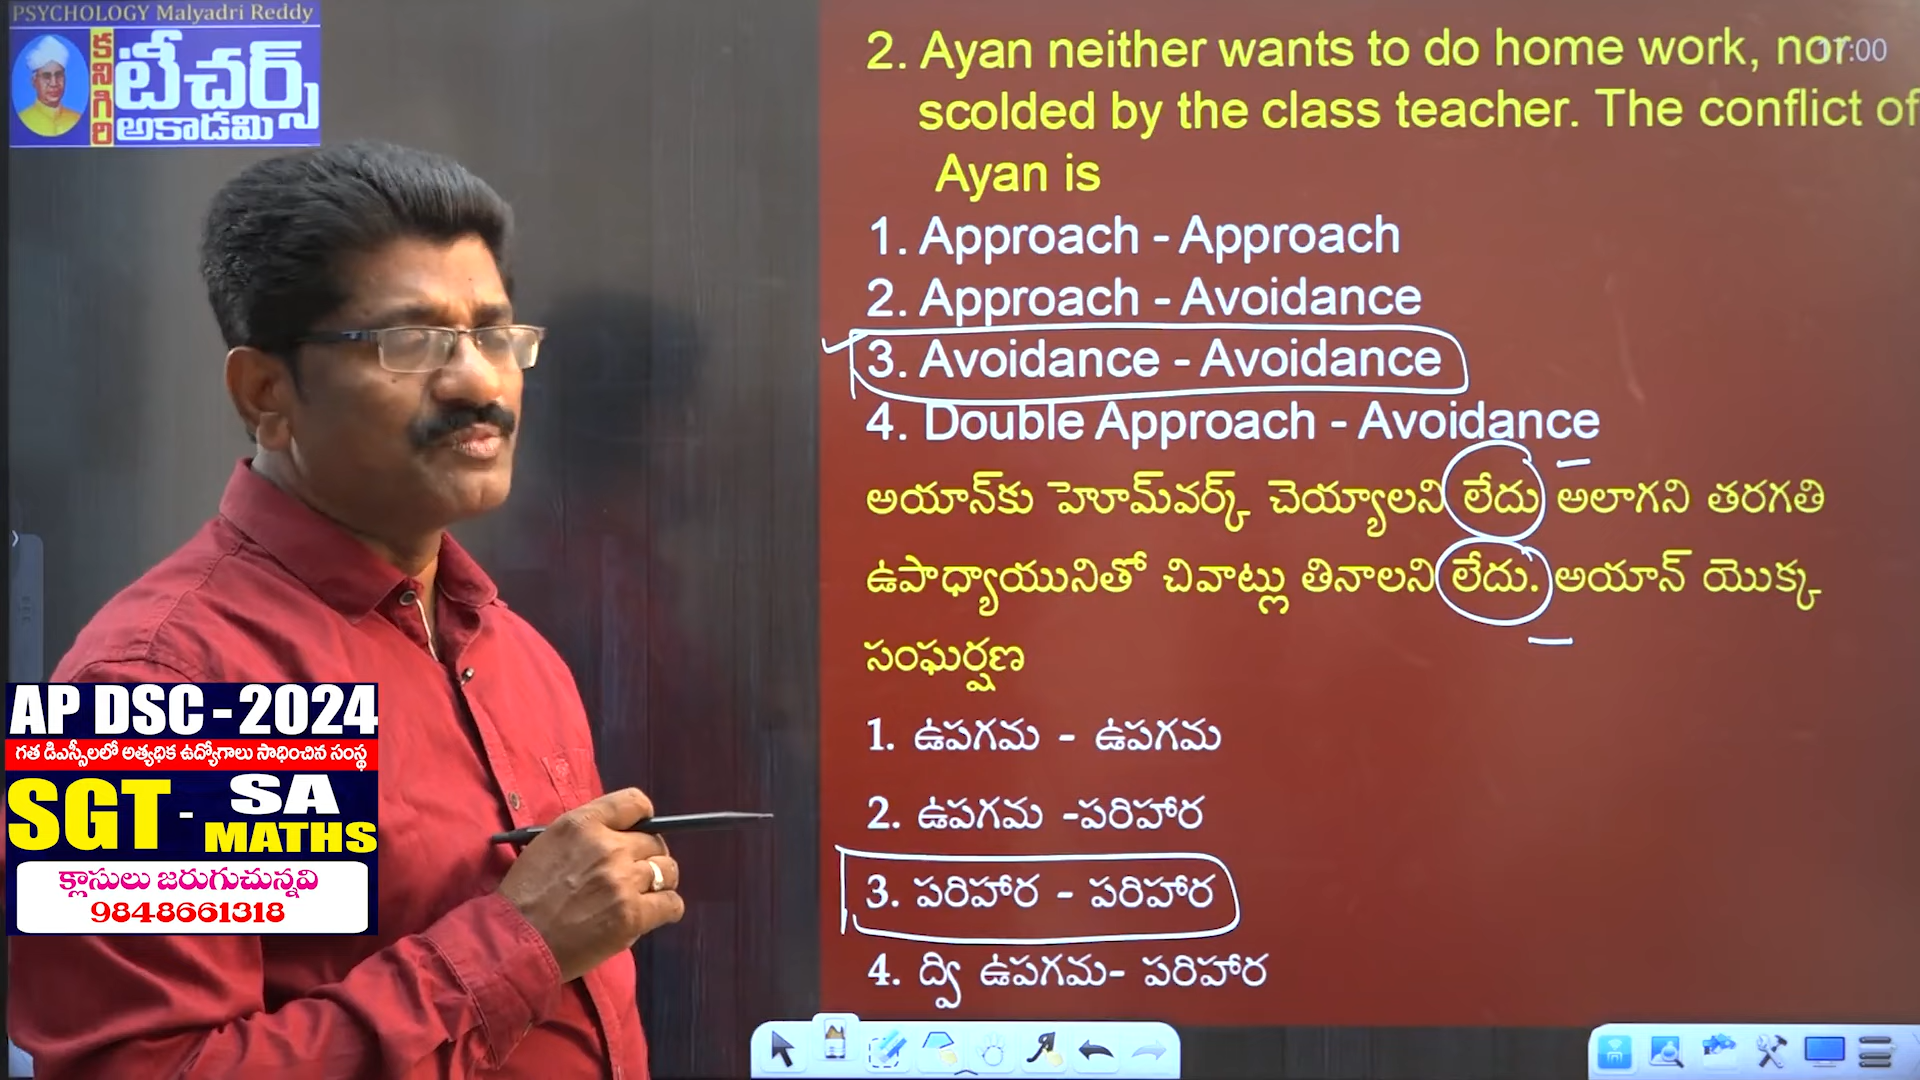 PSYCHOLOGY Malyadri Reddy
కనిగిరి
టీచర్స్
అకాడమి
2. Ayan neither wants to do home work, nor
17:00
scolded by the class teacher. The conflict of
Ayan is
1. Approach - Approach
2. Approach - Avoidance
3. Avoidance - Avoidance
4. Double Approach - Avoidance
అయాన్‌కు హెూమ్‌వర్క్ చెయ్యాలని లేదు అలాగని తరగతి
ఉపాధ్యాయునితో చివాట్లు తినాలని లేదు. అయాన్ యొక్క
సంఘర్షణ
1. ఉపగమ - ఉపగమ
2. ఉపగమ -పరిహార
3. పరిహార - పరిహార
4. ద్వి ఉపగమ- పరిహార
AP DSC - 2024
గత డిఎస్సీలలో అత్యధిక ఉద్యోగాలు సాధించిన సంస్థ
SGT - SA
MATHS
క్లాసులు జరుగుచున్నవి
9848661318